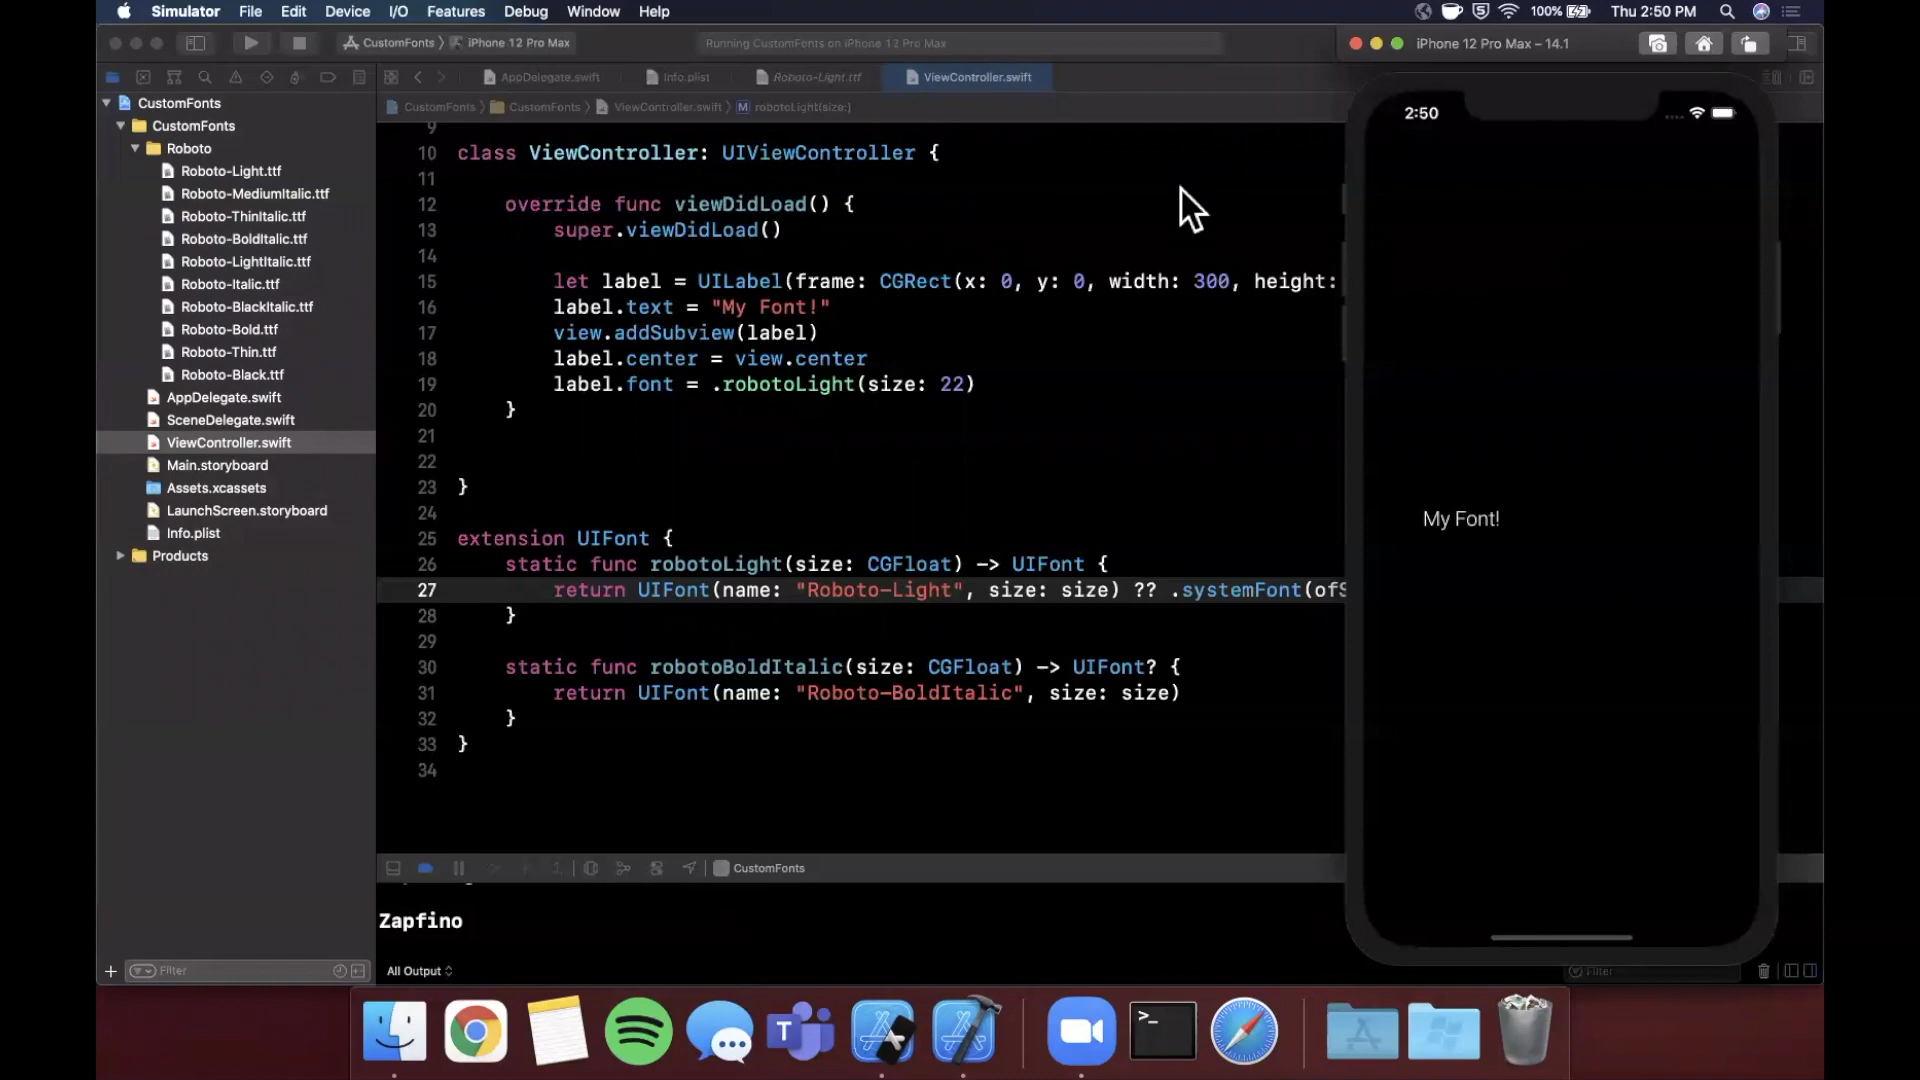 Simulator File Edit Device I/O Features Debug Window Help 100% Thu 2:50 PM
CustomFonts iPhone 12 Pro Max
Running CustomFonts on iPhone 12 Pro Max
iPhone 12 Pro Max – 14.1
AppDelegate.swift Info.plist Roboto-Light.ttf ViewController.swift
CustomFonts CustomFonts ViewController.swift M robotoLight(size:)
CustomFonts
CustomFonts
Roboto
Roboto-Light.ttf
Roboto-MediumItalic.ttf
Roboto-ThinItalic.ttf
Roboto-BoldItalic.ttf
Roboto-LightItalic.ttf
Roboto-Italic.ttf
Roboto-BlackItalic.ttf
Roboto-Bold.ttf
Roboto-Thin.ttf
Roboto-Black.ttf
AppDelegate.swift
SceneDelegate.swift
ViewController.swift
Main.storyboard
Assets.xcassets
LaunchScreen.storyboard
Info.plist
Products
Filter
9
10 class ViewController: UIViewController {
11
12 override func viewDidLoad() {
13 super.viewDidLoad()
14
15 let label = UILabel(frame: CGRect(x: 0, y: 0, width: 300, height:
16 label.text = "My Font!"
17 view.addSubview(label)
18 label.center = view.center
19 label.font = .robotoLight(size: 22)
20 }
21
22
23 }
24
25 extension UIFont {
26 static func robotoLight(size: CGFloat) -> UIFont {
27 return UIFont(name: "Roboto-Light", size: size) ?? .systemFont(ofS
28 }
29
30 static func robotoBoldItalic(size: CGFloat) -> UIFont? {
31 return UIFont(name: "Roboto-BoldItalic", size: size)
32 }
33 }
34
CustomFonts
Zapfino
All Output
Filter
2:50
My Font!